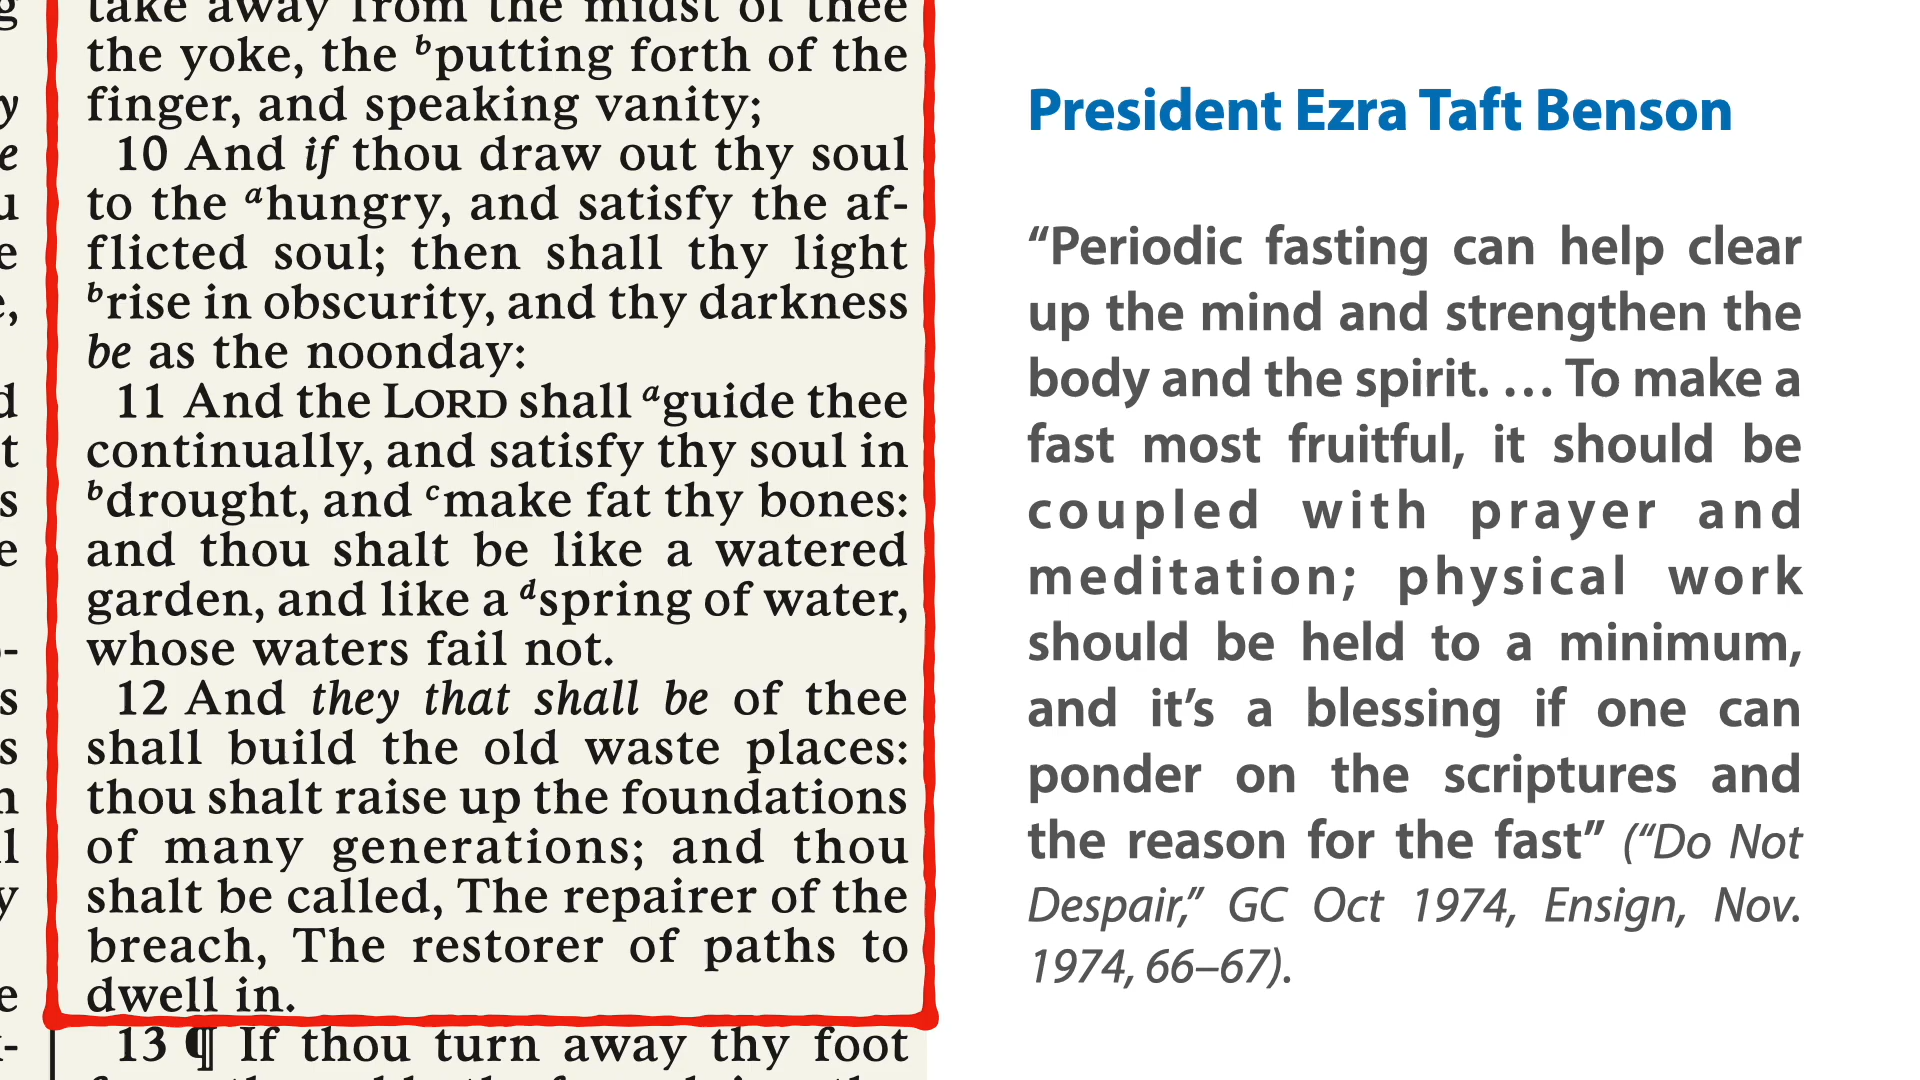 take away from the midst of thee
the yoke, the bputting forth of the
finger, and speaking vanity;
10 And if thou draw out thy soul
to the ahungry, and satisfy the af-
flicted soul; then shall thy light
brise in obscurity, and thy darkness
be as the noonday:
11 And the LORD shall aguide thee
continually, and satisfy thy soul in
bdrought, and cmake fat thy bones:
and thou shalt be like a watered
garden, and like a dspring of water,
whose waters fail not.
12 And they that shall be of thee
shall build the old waste places:
thou shalt raise up the foundations
of many generations; and thou
shalt be called, The repairer of the
breach, The restorer of paths to
dwell in.
13 ¶ If thou turn away thy foot
President Ezra Taft Benson
“Periodic fasting can help clear
up the mind and strengthen the
body and the spirit. … To make a
fast most fruitful, it should be
coupled with prayer and
meditation; physical work
should be held to a minimum,
and it’s a blessing if one can
ponder on the scriptures and
the reason for the fast” (“Do Not
Despair,” GC Oct 1974, Ensign, Nov.
1974, 66–67).